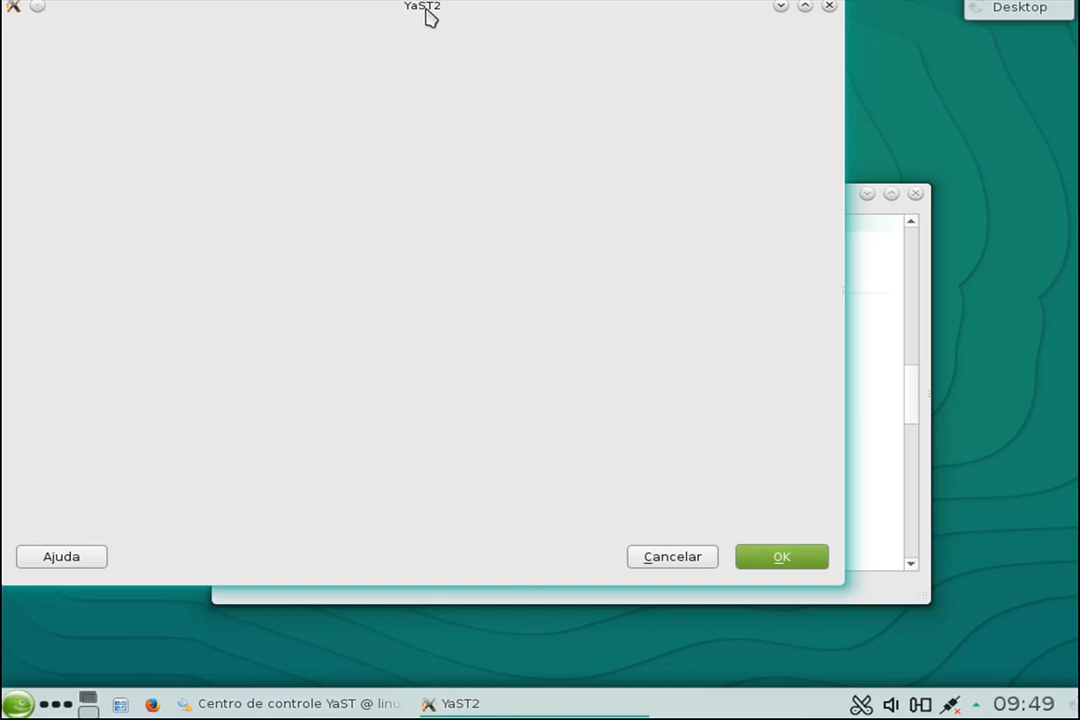 YaST2
Desktop
Ajuda
Cancelar
OK
Centro de controle YaST @ linu
YaST2
09:49